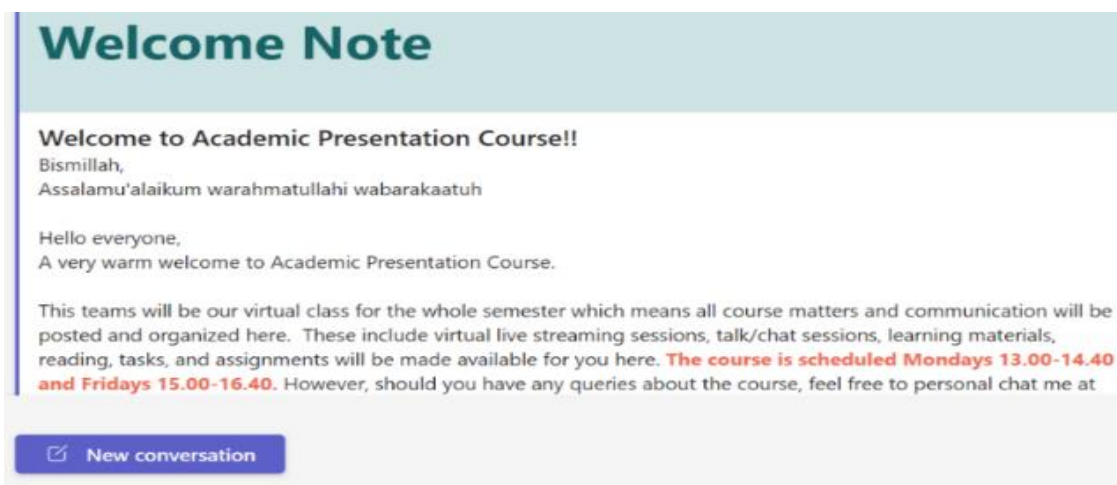 Welcome Note
Welcome to Academic Presentation Course!!
Bismillah,
Assalamu'alaikum warahmatullahi wabarakaatuh
Hello everyone,
A very warm welcome to Academic Presentation Course.
This teams will be our virtual class for the whole semester which means all course matters and communication will be
posted and organized here. These include virtual live streaming sessions, talk/chat sessions, learning materials,
reading, tasks, and assignments will be made available for you here. The course is scheduled Mondays 13.00-14.40
and Fridays 15.00-16.40. However, should you have any queries about the course, feel free to personal chat me at
New conversation